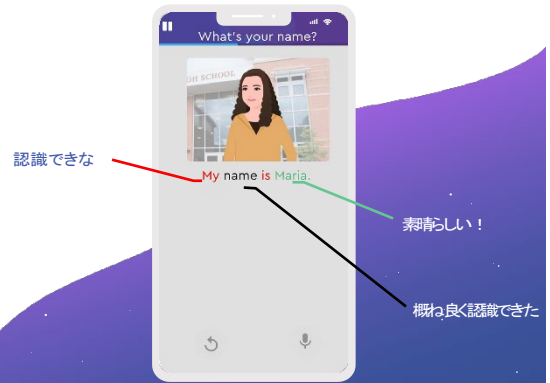 What's your name?
HIGH SCHOOL
認識できな
My name is Maria.
素晴らしい！
概ね良く認識できた